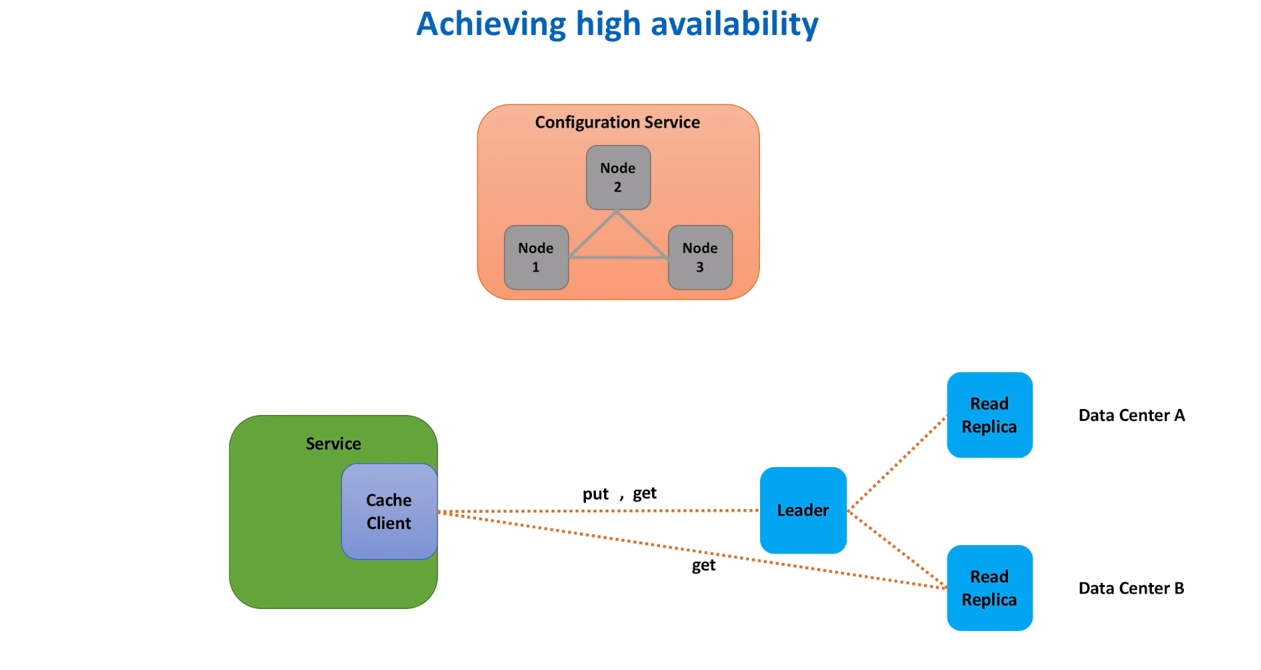 Achieving high availability
Configuration Service
Node
2
Node
1
Node
3
Service
Cache
Client
put , get
get
Leader
Read
Replica
Data Center A
Read
Replica
Data Center B